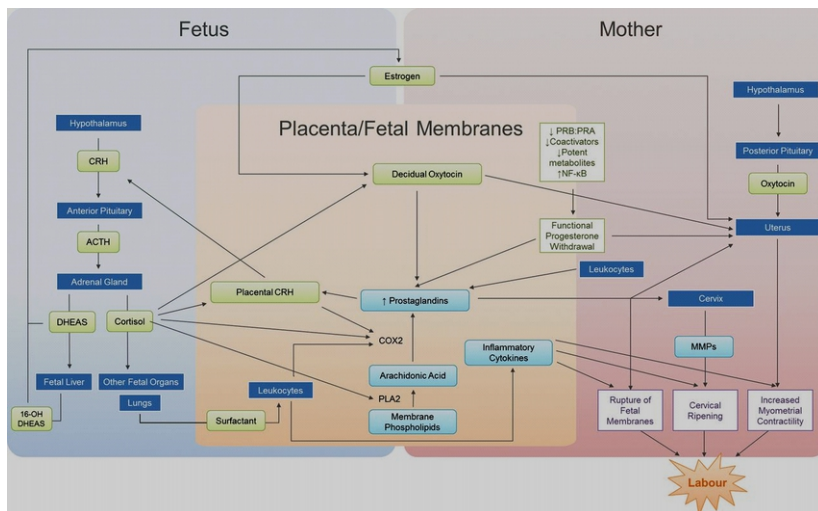 Fetus
Mother
Estrogen
Hypothalamus
Hypothalamus
Placenta/Fetal Membranes
↓ PRB:PRA
↓Coactivators
↓Potent
metabolites
↑NF-κB
CRH
Posterior Pituitary
Decidual Oxytocin
Oxytocin
Anterior Pituitary
Uterus
ACTH
Functional
Progesterone
Withdrawal
Adrenal Gland
Leukocytes
Placental CRH
↑ Prostaglandins
Cervix
DHEAS
Cortisol
COX2
Inflammatory
Cytokines
MMPs
Arachidonic Acid
Fetal Liver
Other Fetal Organs
Leukocytes
Lungs
PLA2
16-OH
DHEAS
Surfactant
Membrane
Phospholipids
Rupture of
Fetal
Membranes
Cervical
Ripening
Increased
Myometrial
Contractility
Labour